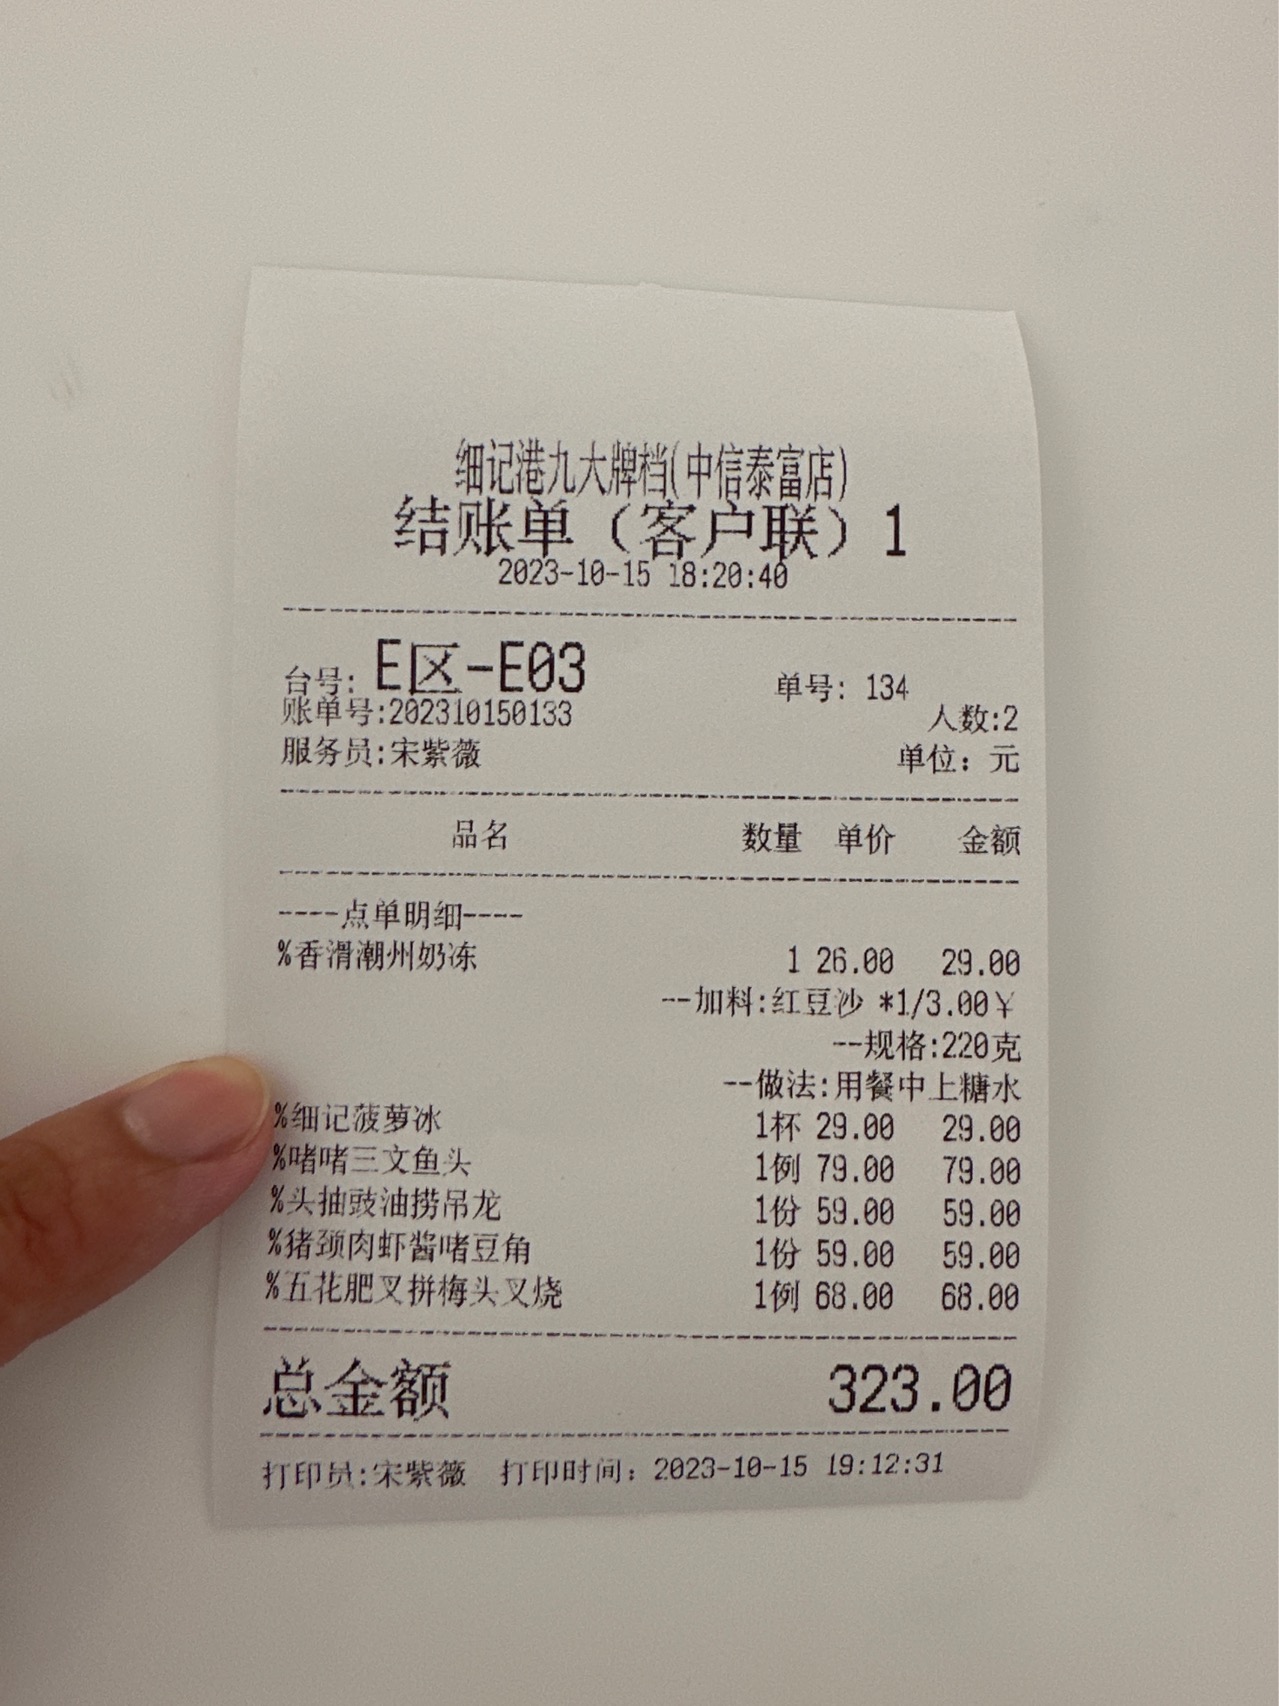 细记港九大牌档(中信泰富店)
结账单（客户联）1
2023-10-15 18:20:40
台号: E区-E03 单号: 134
账单号:202310150133 人数:2
服务员:宋紫薇 单位: 元
品名 数量 单价 金额
----点单明细----
%香滑潮州奶冻 1 26.00 29.00
--加料:红豆沙 *1/3.00¥
--规格:220克
--做法:用餐中上糖水
%细记菠萝冰 1杯 29.00 29.00
%啫啫三文鱼头 1例 79.00 79.00
%头抽豉油捞吊龙 1份 59.00 59.00
%猪颈肉虾酱啫豆角 1份 59.00 59.00
%五花肥叉拼梅头叉烧 1例 68.00 68.00
总金额 323.00
打印员:宋紫薇 打印时间: 2023-10-15 19:12:31